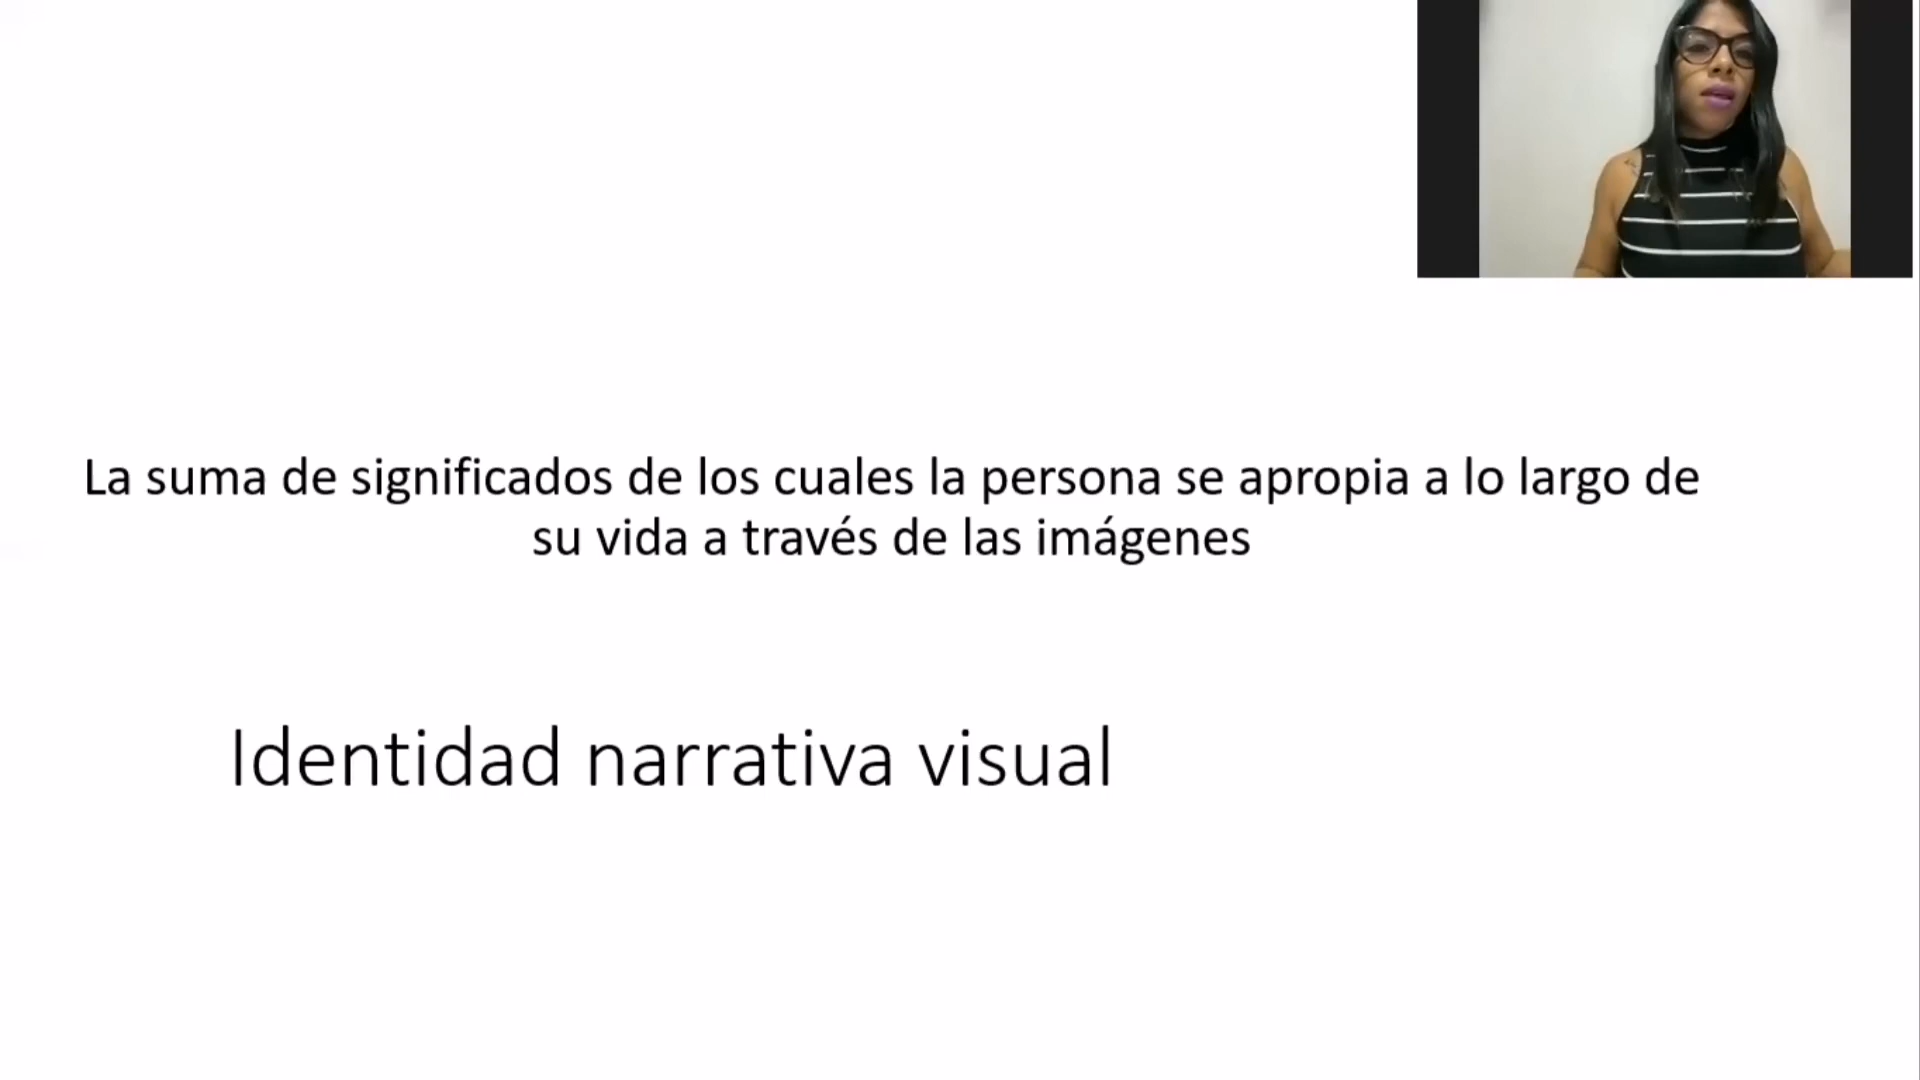 La suma de significados de los cuales la persona se apropia a lo largo de
su vida a través de las imágenes
Identidad narrativa visual